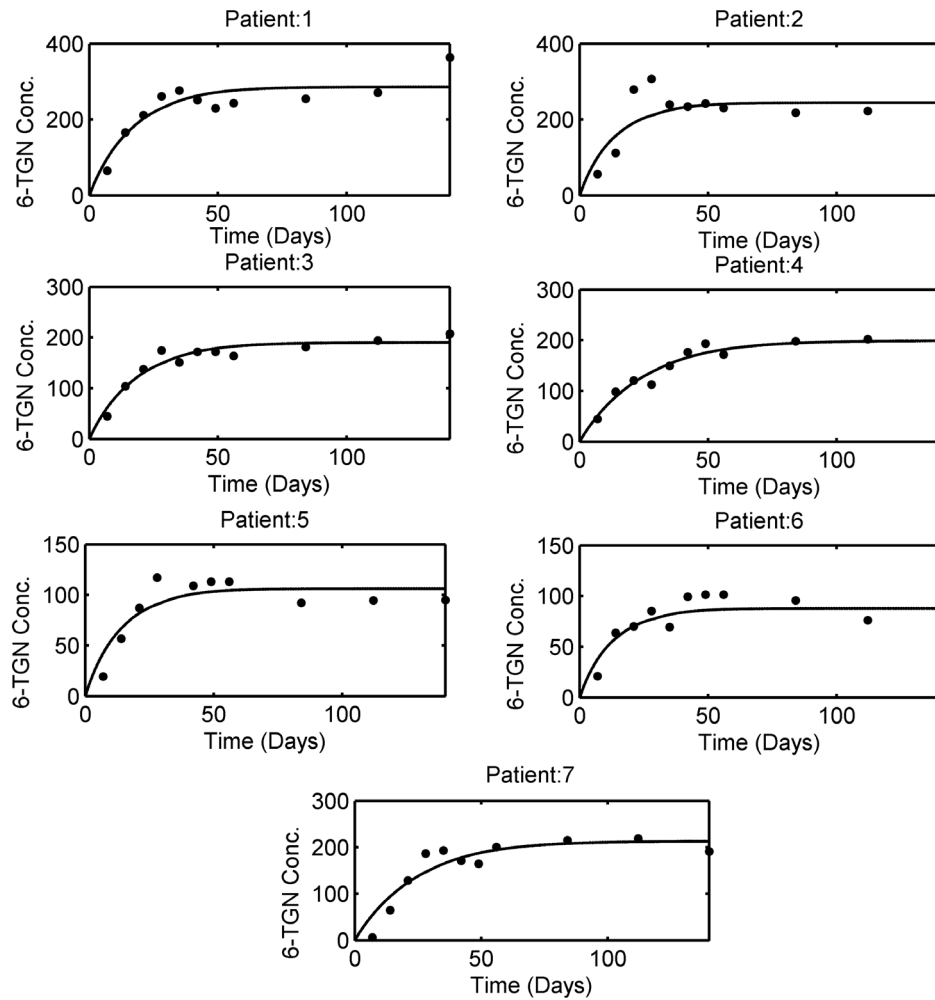 Patient:1
400
200
0
6-TGN Conc.
0 50 100
Time (Days)
Patient:2
400
200
0
6-TGN Conc.
0 50 100
Time (Days)
Patient:3
300
200
100
0
6-TGN Conc.
0 50 100
Time (Days)
Patient:4
300
200
100
0
6-TGN Conc.
0 50 100
Time (Days)
Patient:5
150
100
50
0
6-TGN Conc.
0 50 100
Time (Days)
Patient:6
150
100
50
0
6-TGN Conc.
0 50 100
Time (Days)
Patient:7
300
200
100
0
6-TGN Conc.
0 50 100
Time (Days)